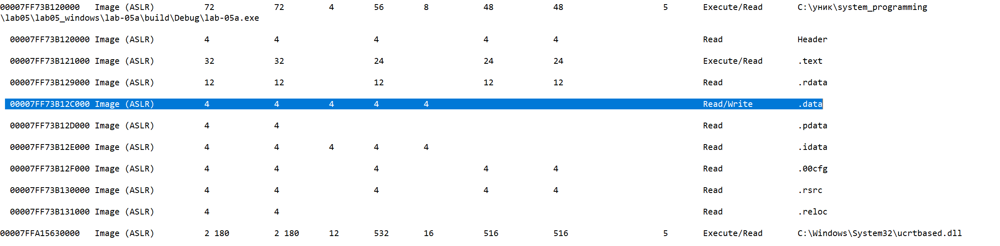 00007FF73B120000 Image (ASLR) 72 72 4 56 8 48 48 5 Execute/Read C:\уник\system_programming
\lab05\lab05_windows\lab-05a\build\Debug\lab-05a.exe
00007FF73B120000 Image (ASLR) 4 4 4 4 4 Read Header
00007FF73B121000 Image (ASLR) 32 32 24 24 24 Execute/Read .text
00007FF73B129000 Image (ASLR) 12 12 12 12 12 Read .rdata
00007FF73B12C000 Image (ASLR) 4 4 4 4 4 Read/Write .data
00007FF73B12D000 Image (ASLR) 4 4 Read .pdata
00007FF73B12E000 Image (ASLR) 4 4 4 4 4 Read .idata
00007FF73B12F000 Image (ASLR) 4 4 4 4 4 Read .00cfg
00007FF73B130000 Image (ASLR) 4 4 4 4 4 Read .rsrc
00007FF73B131000 Image (ASLR) 4 4 Read .reloc
00007FFA15630000 Image (ASLR) 2 180 2 180 12 532 16 516 516 5 Execute/Read C:\Windows\System32\ucrtbased.dll